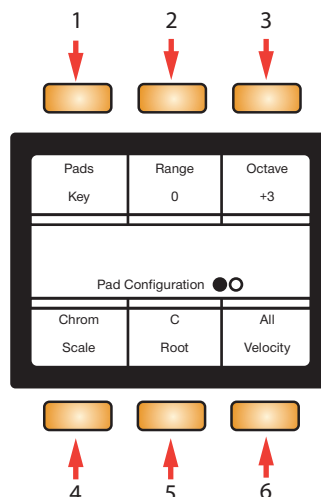 1 2 3
Pads Range Octave
Key 0 +3
Pad Configuration
Chrom C All
Scale Root Velocity
4 5 6